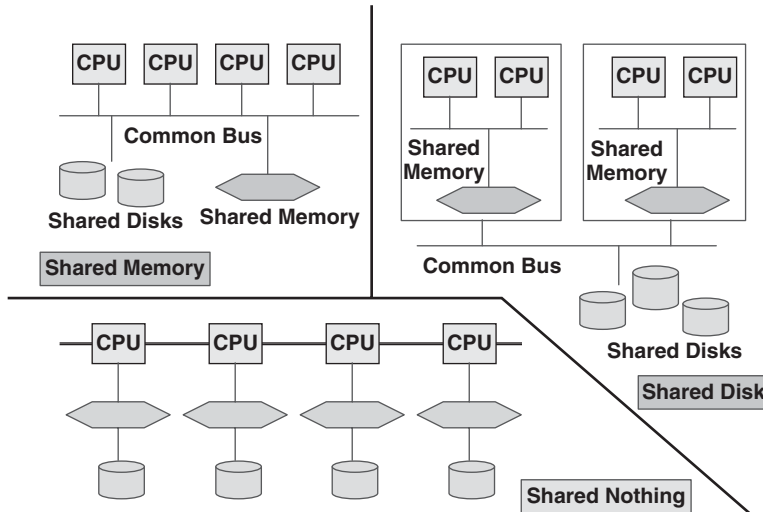 CPU CPU CPU CPU
Common Bus
Shared Disks
Shared Memory
Shared Memory
CPU CPU
Shared
Memory
CPU CPU
Shared
Memory
Common Bus
Shared Disks
Shared Disk
CPU CPU CPU CPU
Shared Nothing